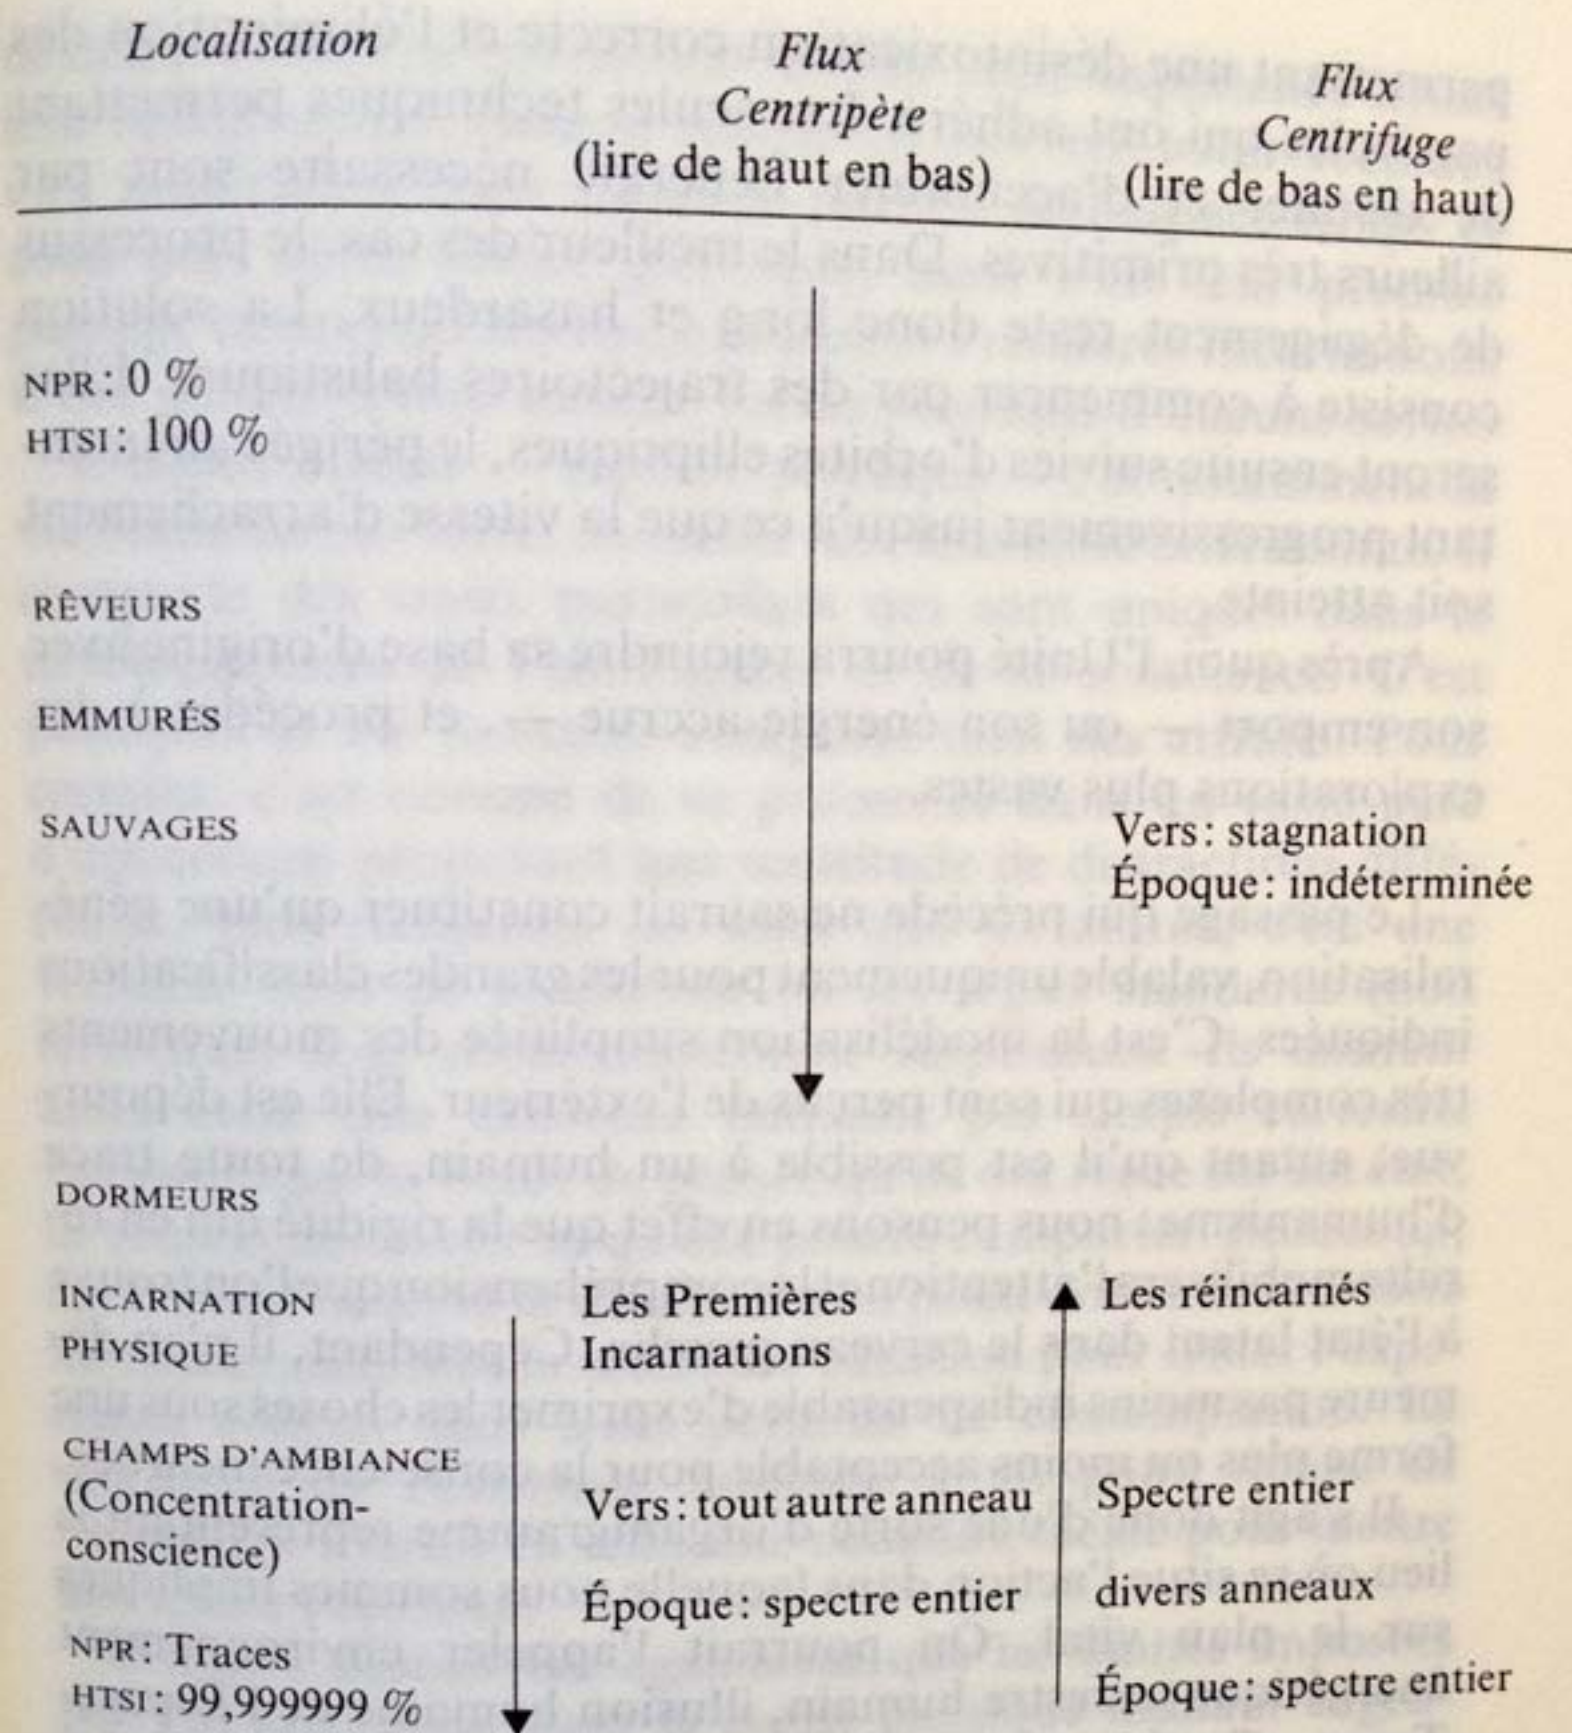 Localisation
Flux
Centripète
(lire de haut en bas)
Flux
Centrifuge
(lire de bas en haut)
NPR : 0 %
HTSI : 100 %
RÊVEURS
EMMURÉS
SAUVAGES
Vers : stagnation
Époque : indéterminée
DORMEURS
INCARNATION
PHYSIQUE
Les Premières
Incarnations
Les réincarnés
CHAMPS D'AMBIANCE
(Concentration-
conscience)
Vers : tout autre anneau
Époque : spectre entier
Spectre entier
divers anneaux
Époque : spectre entier
NPR : Traces
HTSI : 99,999999 %